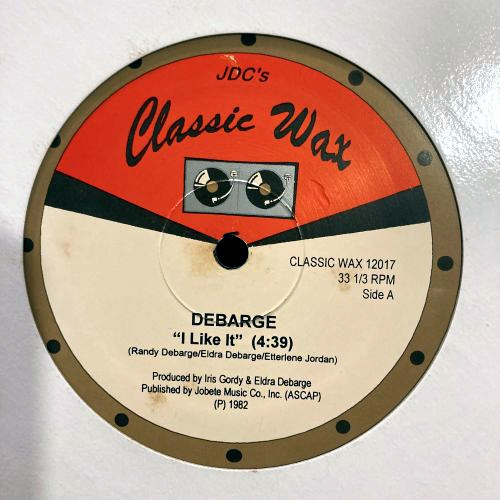 JDC's
Classic Wax
CLASSIC WAX 12017
33 1/3 RPM
Side A
DEBARGE
“I Like It” (4:39)
(Randy Debarge/Eldra Debarge/Etterlene Jordan)
Produced by Iris Gordy & Eldra Debarge
Published by Jobete Music Co., Inc. (ASCAP)
(P) 1982